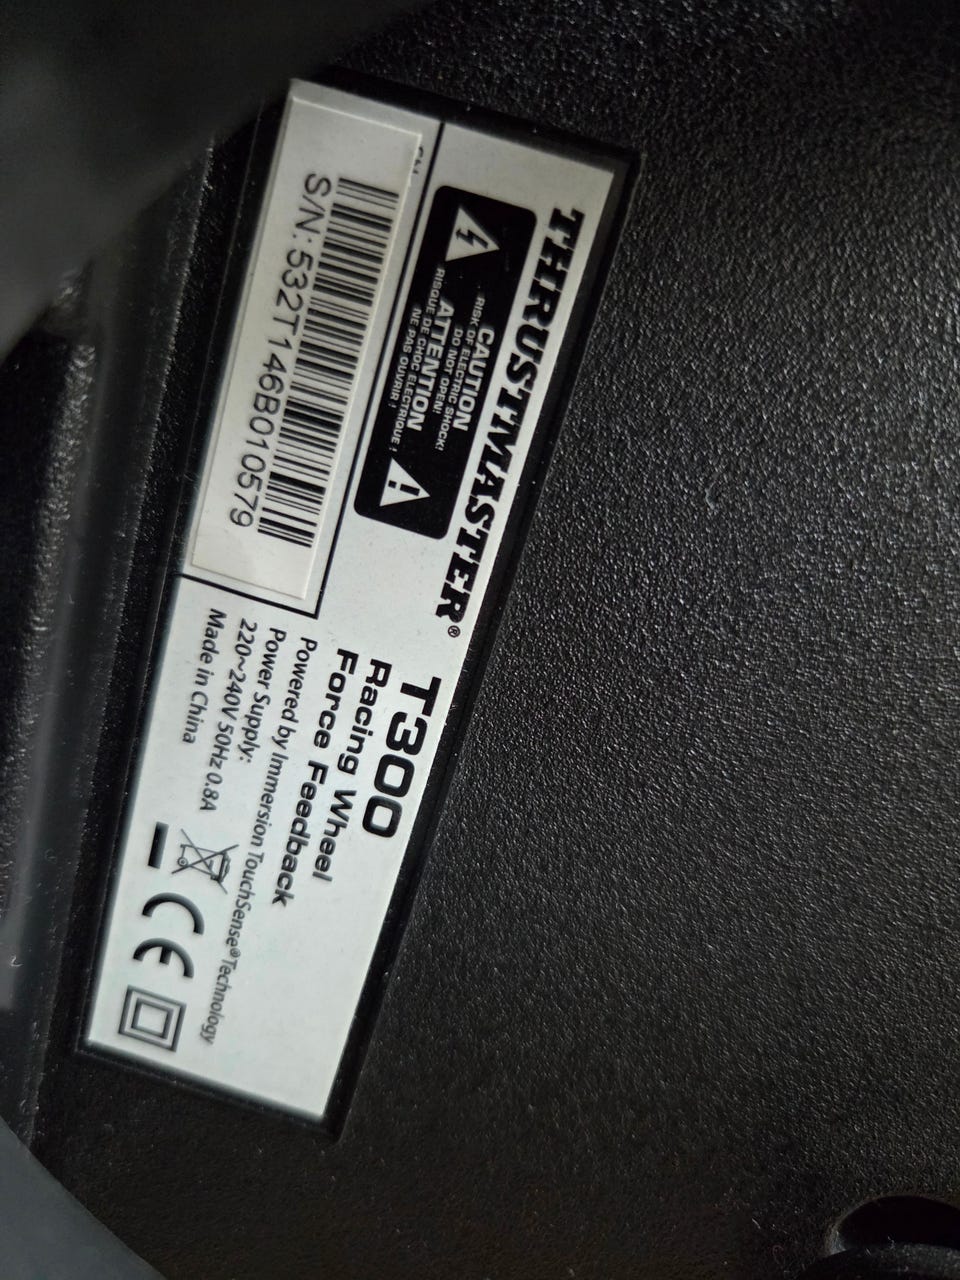 THRUSTMASTER®
CAUTION
RISK OF ELECTRIC SHOCK!
DO NOT OPEN!
ATTENTION
RISQUE DE CHOC ELECTRIQUE !
NE PAS OUVRIR !
S/N:532T146B010579
T300
Racing Wheel
Force Feedback
Powered by Immersion TouchSense®Technology
Power Supply:
220~240V 50Hz 0.8A
Made in China
CE